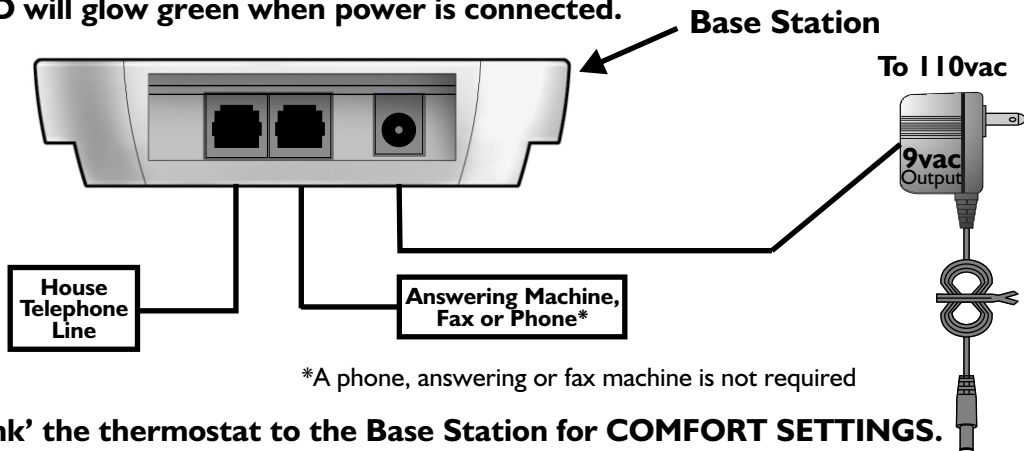 D will glow green when power is connected.
Base Station
To 110vac
9vac
Output
House
Telephone
Line
Answering Machine,
Fax or Phone*
*A phone, answering or fax machine is not required
nk’ the thermostat to the Base Station for COMFORT SETTINGS.